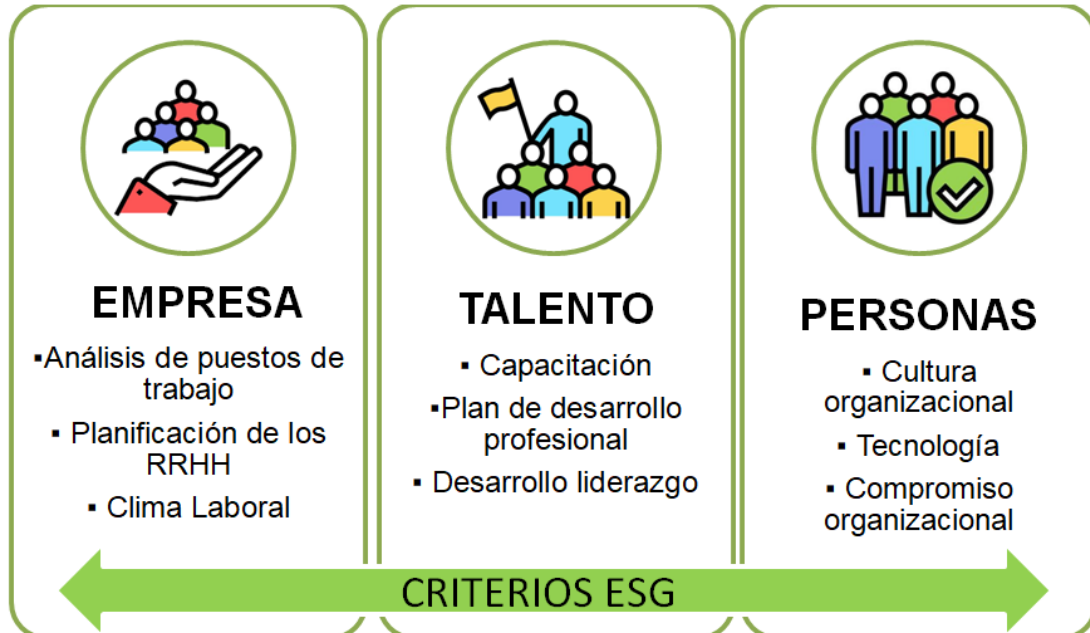 EMPRESA
▪Análisis de puestos de
trabajo
▪ Planificación de los
RRHH
▪ Clima Laboral
TALENTO
▪ Capacitación
▪Plan de desarrollo
profesional
▪ Desarrollo liderazgo
PERSONAS
▪ Cultura
organizacional
▪ Tecnología
▪ Compromiso
organizacional
CRITERIOS ESG